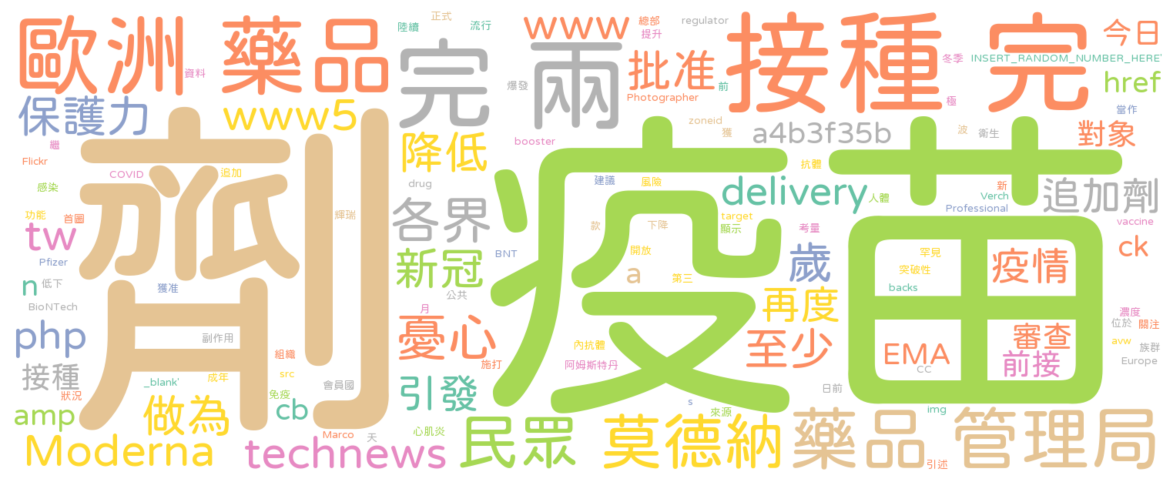 歐洲 藥品
資料
正式
陸續
流行
完
爆發
www
兩
總部
提升
regulator
批准
Photographer
前
接種 完
今日
冬季
INSERT_RANDOM_NUMBER_HERE
href
極
當作
保護力
www5
降低
zoneid
獲
a4b3f35b
波
衛生
對象
booster
繼
Flickr
COVID
追加
感染
drug
建議
風險
抗體
delivery
人體
新
Verch
Professional
追加劑
vaccine
劑
疫苗
功能
首圖
輝瑞
各界
款
下降
target
顯示
考量
tw
Pfizer
新冠
BNT
開放
a
第三
歲
罕見
突破性
疫情
ck
n
低下
獲准
BioNTech
公共
月
再度
backs
濃度
php
副作用
憂心
施打
內抗體
阿姆斯特丹
至少
EMA
CC
審查
前接
位於
關注
avw
族群
Europe
接種
狀況
_blank'
組織
成年
src
免疫
會員國
引發
s
日前
amp
做為
cb
來源
img
Moderna
technews
Marco
天
心肌炎
民眾
莫德納
藥品
管理局
引述